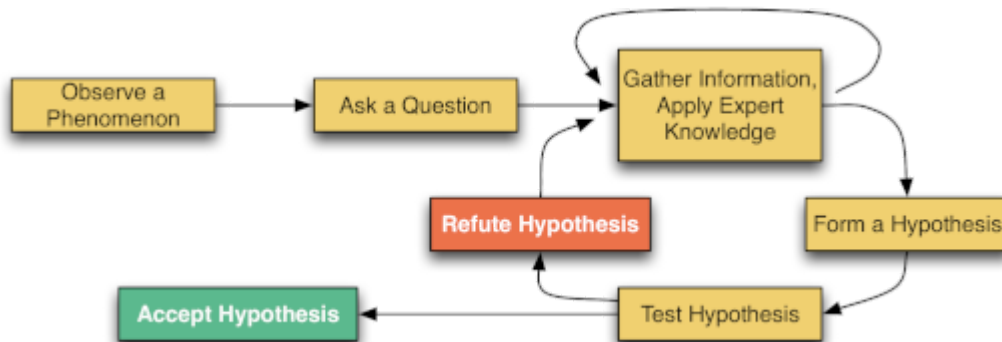 Observe a
Phenomenon
Ask a Question
Gather Information,
Apply Expert
Knowledge
Refute Hypothesis
Form a Hypothesis
Accept Hypothesis
Test Hypothesis